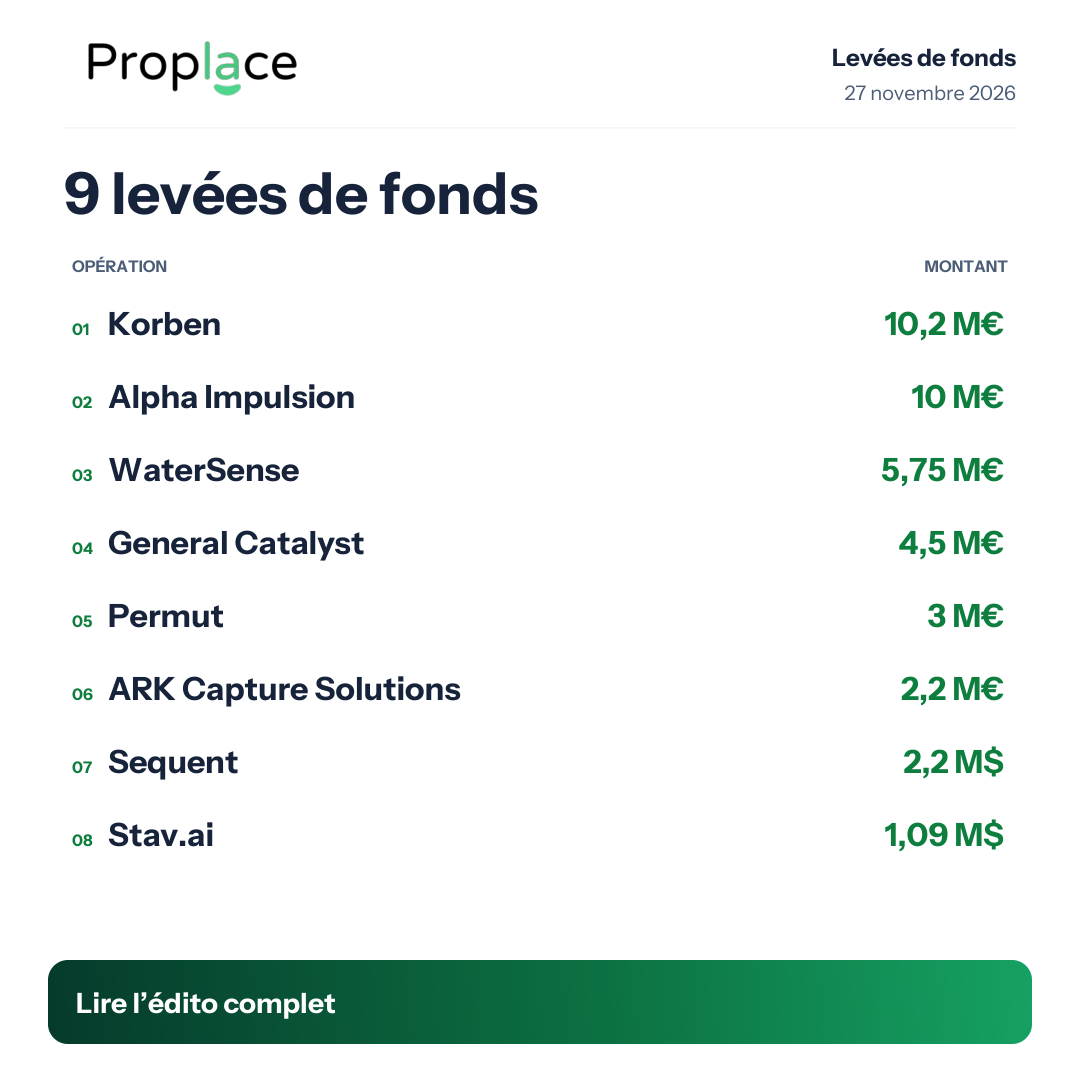 Proplace
Levées de fonds
27 novembre 2026
9 levées de fonds
OPÉRATION MONTANT
01 Korben 10,2 M€
02 Alpha Impulsion 10 M€
03 WaterSense 5,75 M€
04 General Catalyst 4,5 M€
05 Permut 3 M€
06 ARK Capture Solutions 2,2 M€
07 Sequent 2,2 M$
08 Stav.ai 1,09 M$
Lire l’édito complet